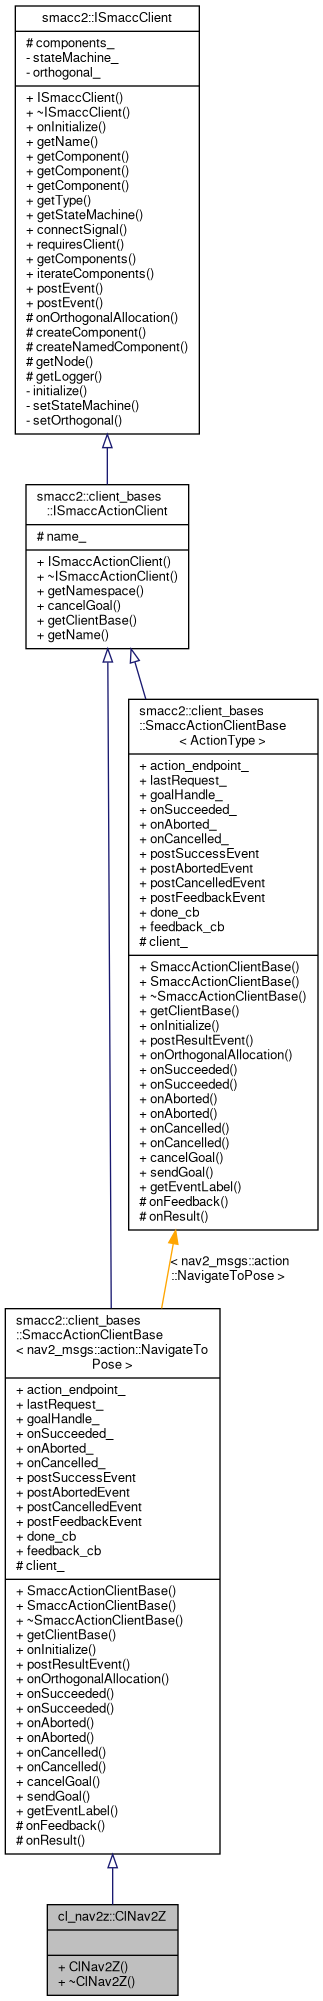 smacc2::ISmaccClient
# components_
- stateMachine_
- orthogonal_
+ ISmaccClient()
+ ~ISmaccClient()
+ onInitialize()
+ getName()
+ getComponent()
+ getComponent()
+ getComponent()
+ getType()
+ getStateMachine()
+ connectSignal()
+ requiresClient()
+ getComponents()
+ iterateComponents()
+ postEvent()
+ postEvent()
# onOrthogonalAllocation()
# createComponent()
# createNamedComponent()
# getNode()
# getLogger()
- initialize()
- setStateMachine()
- setOrthogonal()
smacc2::client_bases
::ISmaccActionClient
# name_
+ ISmaccActionClient()
+ ~ISmaccActionClient()
+ getNamespace()
+ cancelGoal()
+ getClientBase()
+ getName()
smacc2::client_bases
::SmaccActionClientBase
< ActionType >
+ action_endpoint_
+ lastRequest_
+ goalHandle_
+ onSucceeded_
+ onAborted_
+ onCancelled_
+ postSuccessEvent
+ postAbortedEvent
+ postCancelledEvent
+ postFeedbackEvent
+ done_cb
+ feedback_cb
# client_
+ SmaccActionClientBase()
+ SmaccActionClientBase()
+ ~SmaccActionClientBase()
+ getClientBase()
+ onInitialize()
+ postResultEvent()
+ onOrthogonalAllocation()
+ onSucceeded()
+ onSucceeded()
+ onAborted()
+ onAborted()
+ onCancelled()
+ onCancelled()
+ cancelGoal()
+ sendGoal()
+ getEventLabel()
# onFeedback()
# onResult()
< nav2_msgs::action
::NavigateToPose >
smacc2::client_bases
::SmaccActionClientBase
< nav2_msgs::action::NavigateTo
Pose >
+ action_endpoint_
+ lastRequest_
+ goalHandle_
+ onSucceeded_
+ onAborted_
+ onCancelled_
+ postSuccessEvent
+ postAbortedEvent
+ postCancelledEvent
+ postFeedbackEvent
+ done_cb
+ feedback_cb
# client_
+ SmaccActionClientBase()
+ SmaccActionClientBase()
+ ~SmaccActionClientBase()
+ getClientBase()
+ onInitialize()
+ postResultEvent()
+ onOrthogonalAllocation()
+ onSucceeded()
+ onSucceeded()
+ onAborted()
+ onAborted()
+ onCancelled()
+ onCancelled()
+ cancelGoal()
+ sendGoal()
+ getEventLabel()
# onFeedback()
# onResult()
cl_nav2z::ClNav2Z
+ ClNav2Z()
+ ~ClNav2Z()